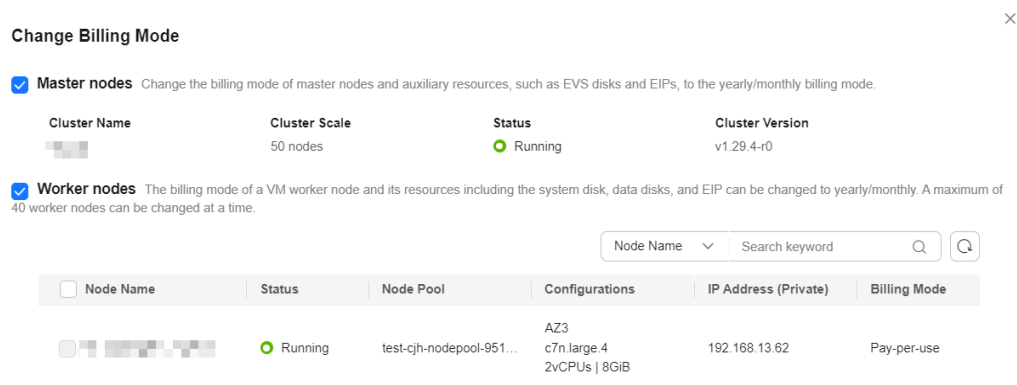 Change Billing Mode
Master nodes Change the billing mode of master nodes and auxiliary resources, such as EVS disks and EIPs, to the yearly/monthly billing mode.
Cluster Name Cluster Scale Status Cluster Version
50 nodes Running v1.29.4-r0
Worker nodes The billing mode of a VM worker node and its resources including the system disk, data disks, and EIP can be changed to yearly/monthly. A maximum of
40 worker nodes can be changed at a time.
Node Name Search keyword
Node Name Status Node Pool Configurations IP Address (Private) Billing Mode
AZ3
Running test-cjh-nodepool-951... c7n.large.4 192.168.13.62 Pay-per-use
2vCPUs | 8GiB